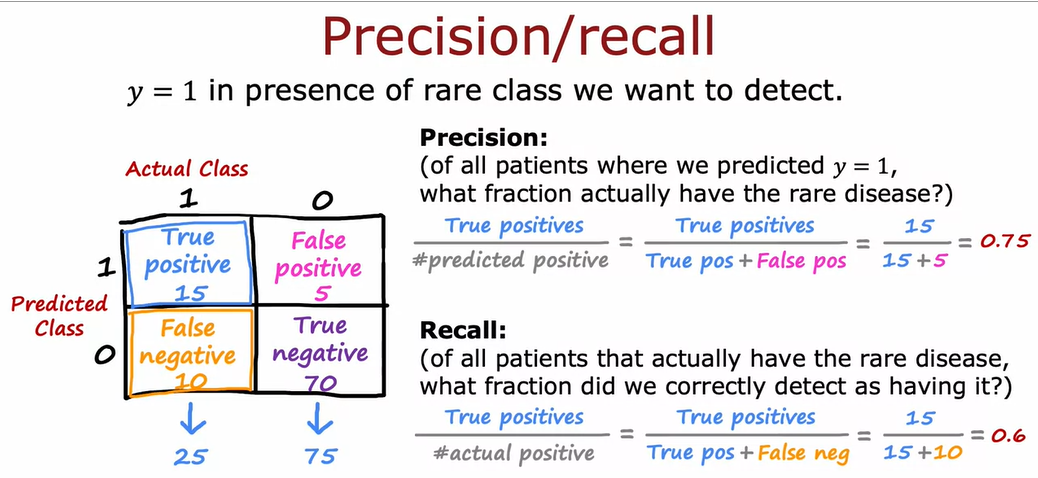 Precision/recall
y = 1 in presence of rare class we want to detect.
Actual Class
1 0
Predicted
Class
1
0
True
positive
15
False
positive
5
False
negative
10
True
negative
70
25 75
Precision:
(of all patients where we predicted y = 1,
what fraction actually have the rare disease?)
True positives / #predicted positive = True positives / True pos + False pos = 15 / 15 + 5 = 0.75
Recall:
(of all patients that actually have the rare disease,
what fraction did we correctly detect as having it?)
True positives / #actual positive = True positives / True pos + False neg = 15 / 15 + 10 = 0.6